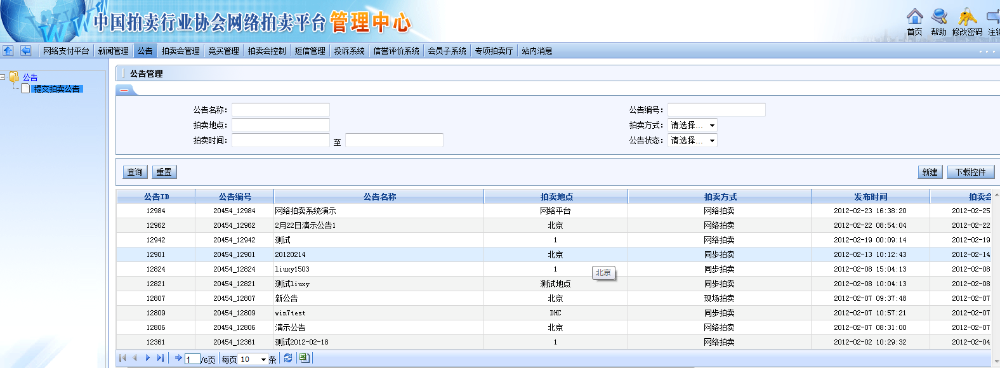 中国拍卖行业协会网络拍卖平台 管理中心
首页 帮助 修改密码
网络支付平台 新闻管理 公告 拍卖会管理 竞买管理 拍卖会控制 短信管理 投诉系统 信誉评价系统 会员子系统 专项拍卖厅 站内消息
公告
提交拍卖公告
公告管理
公告名称: 公告编号:
拍卖地点: 拍卖方式: 请选择...
拍卖时间: 至 公告状态: 请选择...
查询 重置 新建 下载控件
公告ID 公告编号 公告名称 拍卖地点 拍卖方式 发布时间 拍卖会
12984 20454_12984 网络拍卖系统演示 网络平台 网络拍卖 2012-02-23 16:38:20 2012-02-25
12962 20454_12962 2月22日演示公告1 北京 网络拍卖 2012-02-22 08:54:04 2012-02-22
12942 20454_12942 测试 1 网络拍卖 2012-02-19 00:09:14 2012-02-19
12901 20454_12901 20120214 北京 同步拍卖 2012-02-13 10:12:43 2012-02-14
12824 20454_12824 liuxy1503 1 同步拍卖 2012-02-08 15:04:13 2012-02-08
北京
12821 20454_12821 测试liuxy 测试地点 同步拍卖 2012-02-08 10:04:13 2012-02-08
12807 20454_12807 新公告 北京 现场拍卖 2012-02-07 09:37:48 2012-02-07
12809 20454_12809 win7test DHC 同步拍卖 2012-02-07 10:57:21 2012-02-07
12806 20454_12806 演示公告 北京 网络拍卖 2012-02-07 08:31:00 2012-02-07
12361 20454_12361 测试2012-02-18 1 网络拍卖 2012-02-02 10:29:32 2012-02-04
1 /6页 每页 10 条